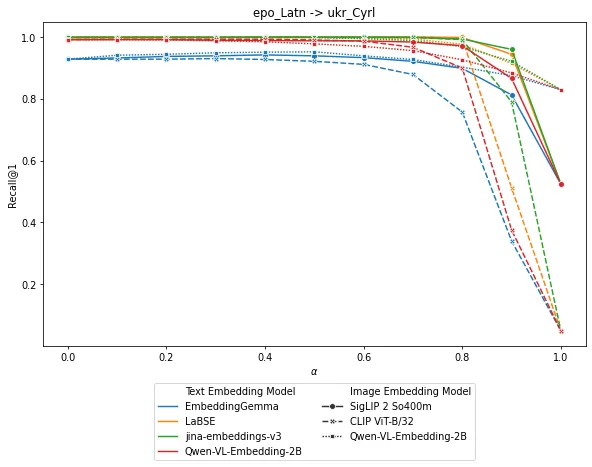 epo_Latn -> ukr_Cyrl
Recall@1
1.0
0.8
0.6
0.4
0.2
0.0 0.2 0.4 0.6 0.8 1.0
α
Text Embedding Model Image Embedding Model
EmbeddingGemma SigLIP 2 So400m
LaBSE CLIP ViT-B/32
jina-embeddings-v3 Qwen-VL-Embedding-2B
Qwen-VL-Embedding-2B